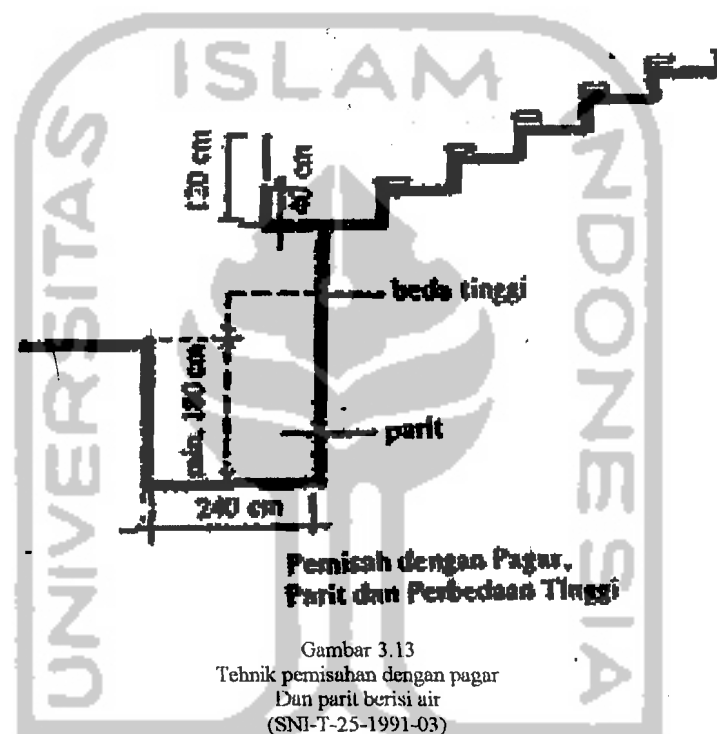 ISLAM
UNIVERSITAS
INDONESIA
120 cm
40 cm
beda tinggi
min. 180 cm
parit
240 cm
Pemisah dengan Pagar,
Parit dan Perbedaan Tinggi
Gambar 3.13
Tehnik pemisahan dengan pagar
Dan parit berisi air
(SNI-T-25-1991-03)